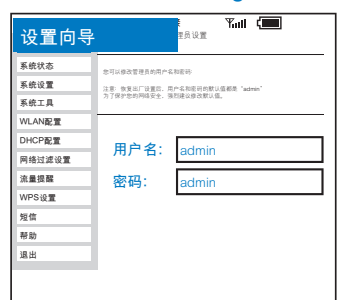 设置向导
理员设置
系统状态
系统设置
系统工具
WLAN配置
DHCP配置
网络过滤设置
流量提醒
WPS设置
短信
帮助
退出
您可以修改管理员的用户名和密码:
注意: 恢复出厂设置后，用户名和密码的默认值都是 "admin"
为了保护您的网络安全，强烈建议修改默认值。
用户名: admin
密码: admin